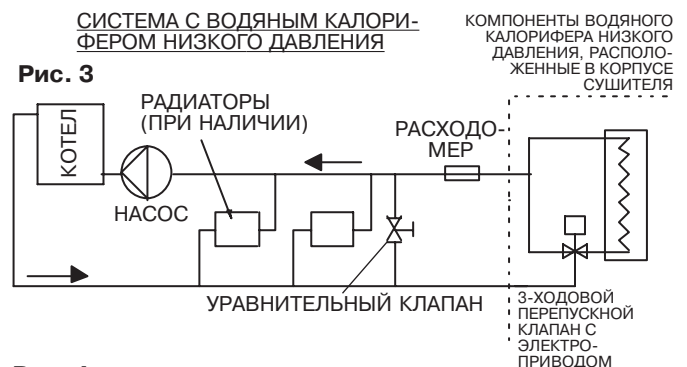 СИСТЕМА С ВОДЯНЫМ КАЛОРИ-
ФЕРОМ НИЗКОГО ДАВЛЕНИЯ
КОМПОНЕНТЫ ВОДЯНОГО
КАЛОРИФЕРА НИЗКОГО
ДАВЛЕНИЯ, РАСПОЛО-
ЖЕННЫЕ В КОРПУСЕ
СУШИТЕЛЯ
Рис. 3
РАДИАТОРЫ
(ПРИ НАЛИЧИИ)
КОТЕЛ
РАСХОДО-
МЕР
НАСОС
УРАВНИТЕЛЬНЫЙ КЛАПАН
3-ХОДОВОЙ
ПЕРЕПУСКНОЙ
КЛАПАН С
ЭЛЕКТРО-
ПРИВОДОМ